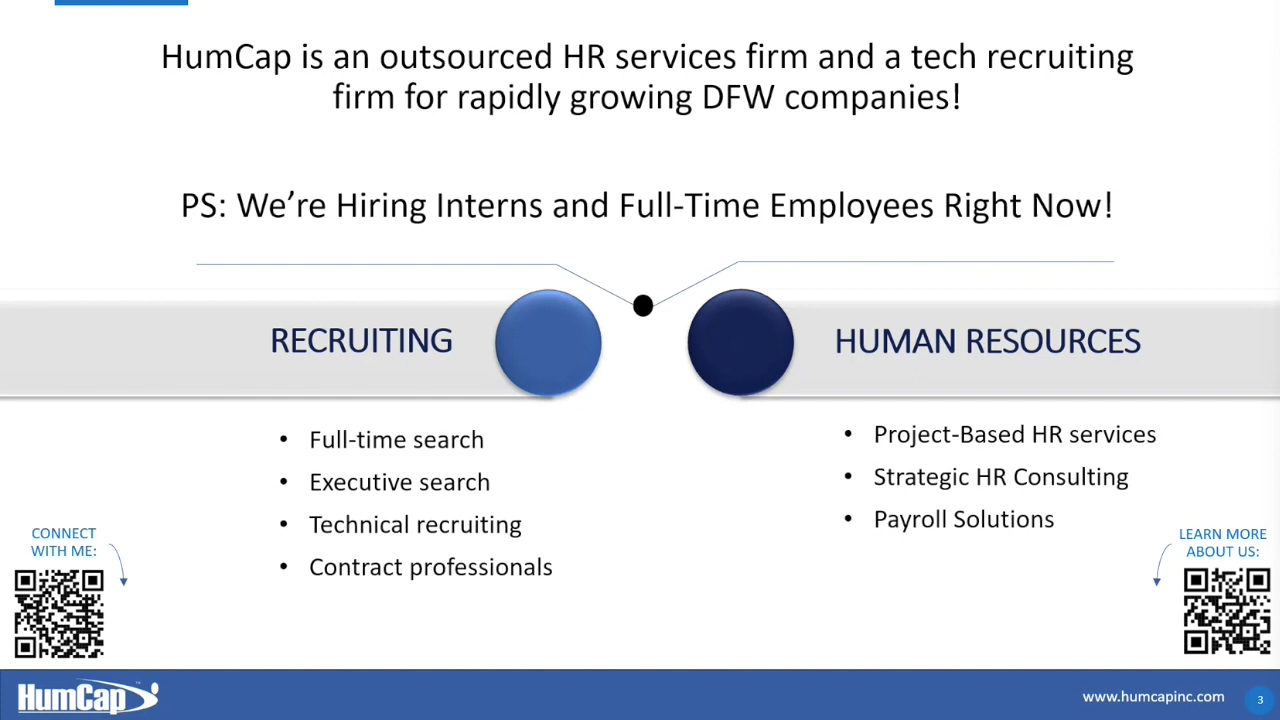 HumCap is an outsourced HR services firm and a tech recruiting
firm for rapidly growing DFW companies!
PS: We’re Hiring Interns and Full-Time Employees Right Now!
RECRUITING
• Full-time search
• Executive search
• Technical recruiting
• Contract professionals
HUMAN RESOURCES
• Project-Based HR services
• Strategic HR Consulting
• Payroll Solutions
CONNECT
WITH ME:
LEARN MORE
ABOUT US:
HumCap™
www.humcapinc.com
3